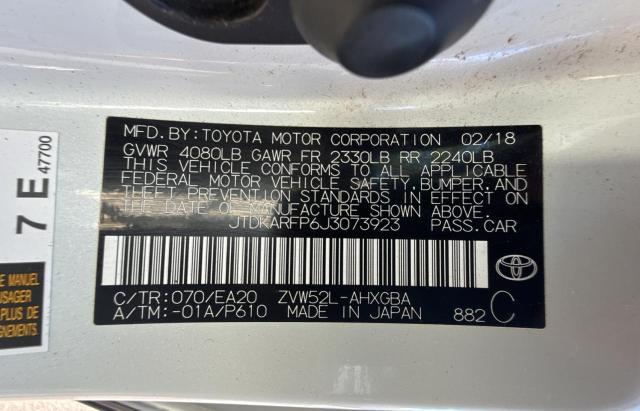 MFD. BY: TOYOTA MOTOR CORPORATION 02/18
GVWR 4080LB GAWR FR 2330LB RR 2240LB
THIS VEHICLE CONFORMS TO ALL APPLICABLE
FEDERAL MOTOR VEHICLE SAFETY, BUMPER, AND
THEFT PREVENTION STANDARDS IN EFFECT ON
THE DATE OF MANUFACTURE SHOWN ABOVE.
JTDKARFP6J3073923 PASS. CAR
C/TR: 070/EA20 ZVW52L-AHXGBA
A/TM: -01A/P610 MADE IN JAPAN 882 C
7 E 47700
MANUEL
USAGER